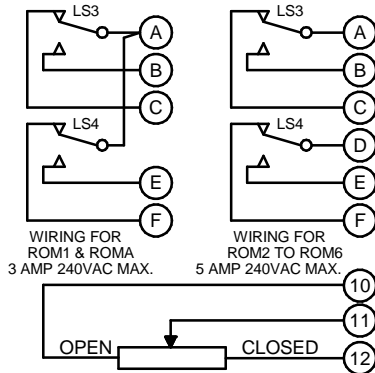 LS3
A
B
C
LS4
E
F
WIRING FOR
ROM1 & ROMA
3 AMP 240VAC MAX.
LS3
A
B
C
LS4
D
E
F
WIRING FOR
ROM2 TO ROM6
5 AMP 240VAC MAX.
10
11
OPEN
CLOSED
12